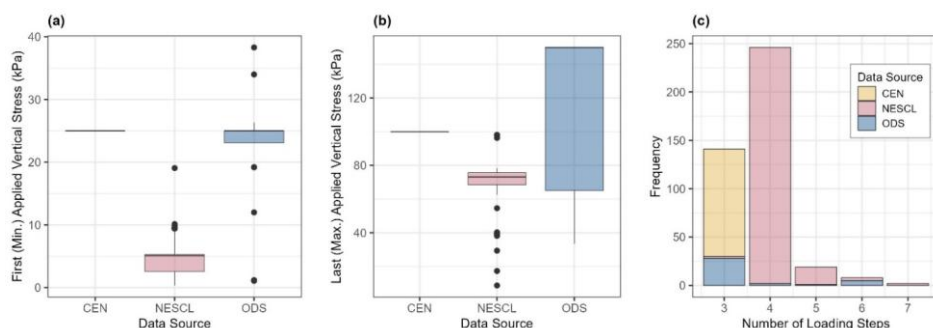 (a)
First (Min.) Applied Vertical Stress (kPa)
40
30
20
10
0
CEN NESCL ODS
Data Source
(b)
Last (Max.) Applied Vertical Stress (kPa)
120
80
40
CEN NESCL ODS
Data Source
(c)
Frequency
250
200
150
100
50
0
3 4 5 6 7
Number of Loading Steps
Data Source
CEN
NESCL
ODS